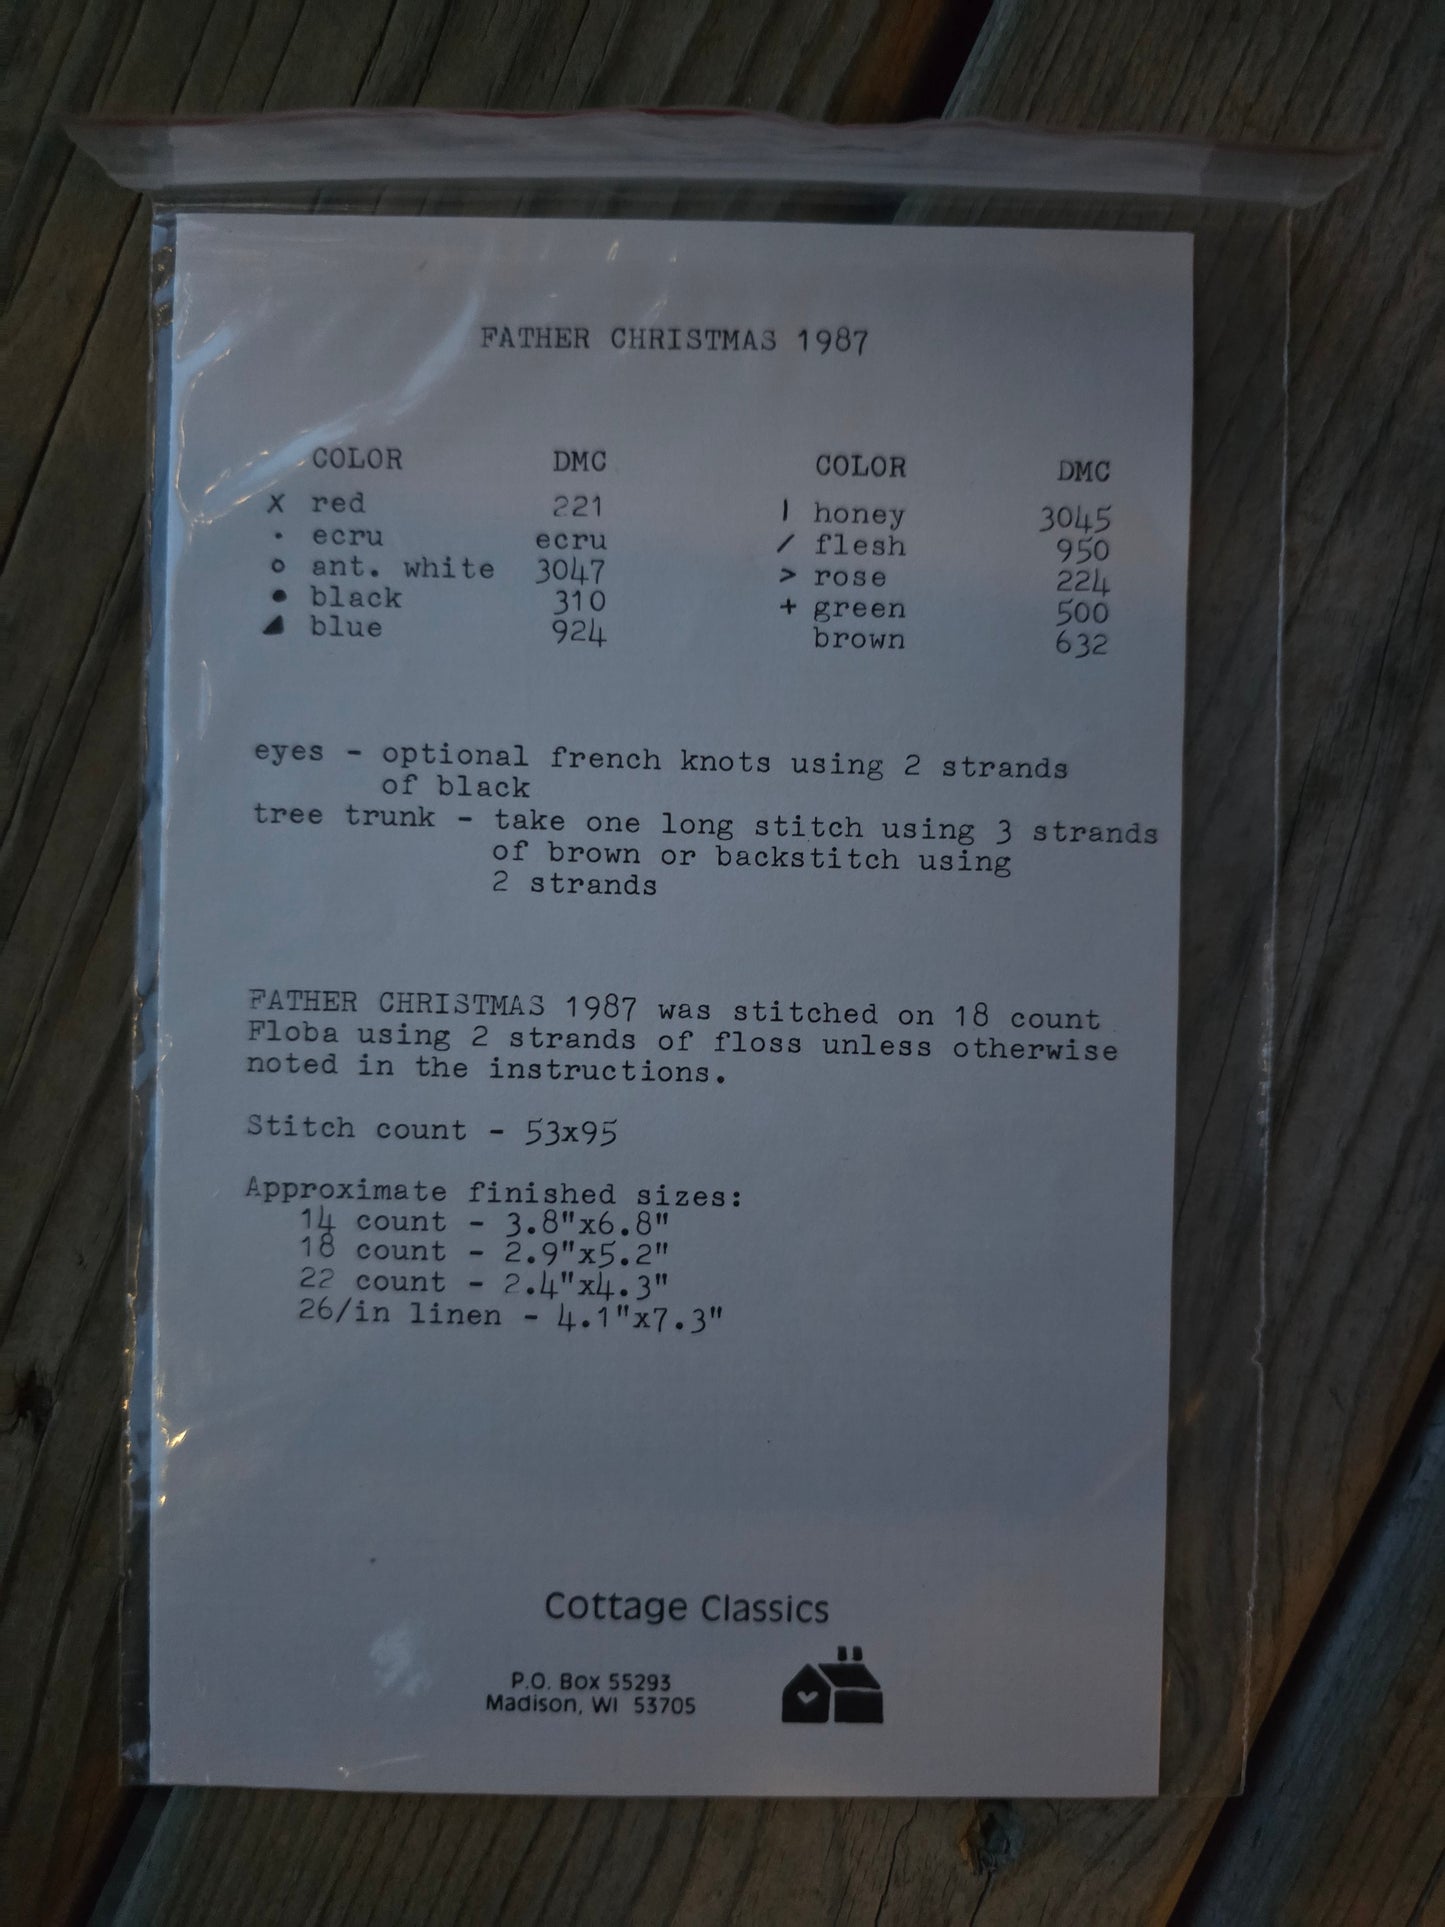 FATHER CHRISTMAS 1987
COLOR DMC COLOR DMC
X red 221 | honey 3045
· ecru ecru / flesh 950
o ant. white 3047 > rose 224
● black 310 + green 500
◢ blue 924 brown 632
eyes - optional french knots using 2 strands
of black
tree trunk - take one long stitch using 3 strands
of brown or backstitch using
2 strands
FATHER CHRISTMAS 1987 was stitched on 18 count
Floba using 2 strands of floss unless otherwise
noted in the instructions.
Stitch count - 53x95
Approximate finished sizes:
14 count - 3.8"x6.8"
18 count - 2.9"x5.2"
22 count - 2.4"x4.3"
26/in linen - 4.1"x7.3"
Cottage Classics
P.O. Box 55293
Madison, WI 53705